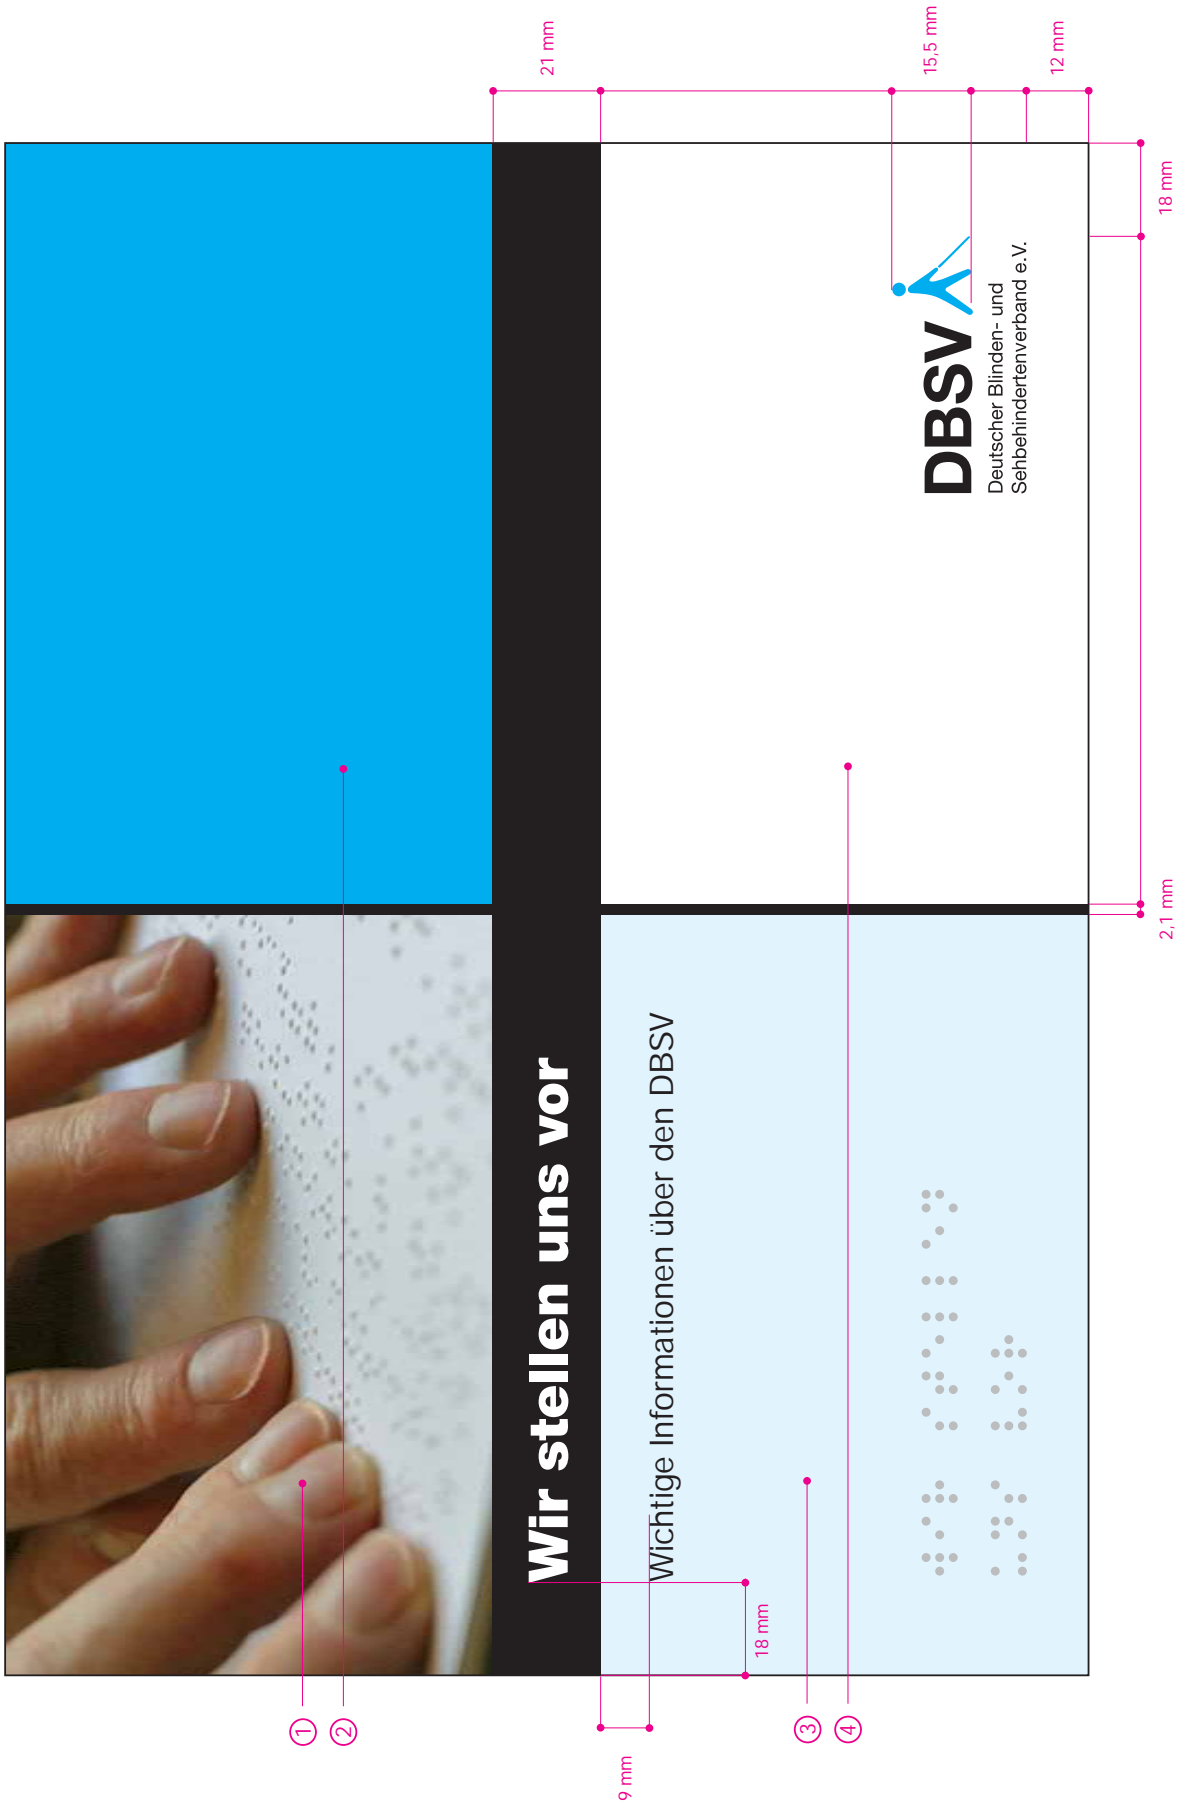 ①
②
Wir stellen uns vor
21 mm
9 mm
Wichtige Informationen über den DBSV
18 mm
③
④
⠺⠊⠗ ⠎⠞⠑⠇⠇⠑⠝
⠥⠝⠎ ⠧⠕⠗
DBSV
Deutscher Blinden- und
Sehbehindertenverband e.V.
15,5 mm
12 mm
2,1 mm
18 mm